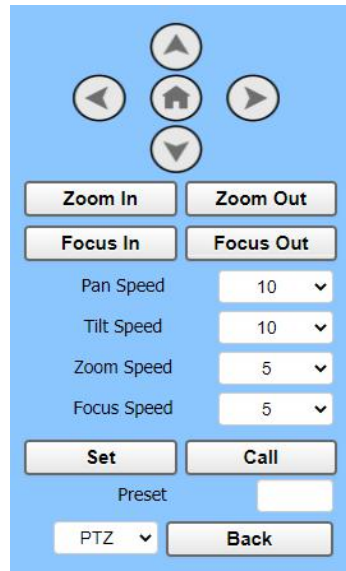 Zoom In Zoom Out
Focus In Focus Out
Pan Speed 10
Tilt Speed 10
Zoom Speed 5
Focus Speed 5
Set Call
Preset
PTZ Back